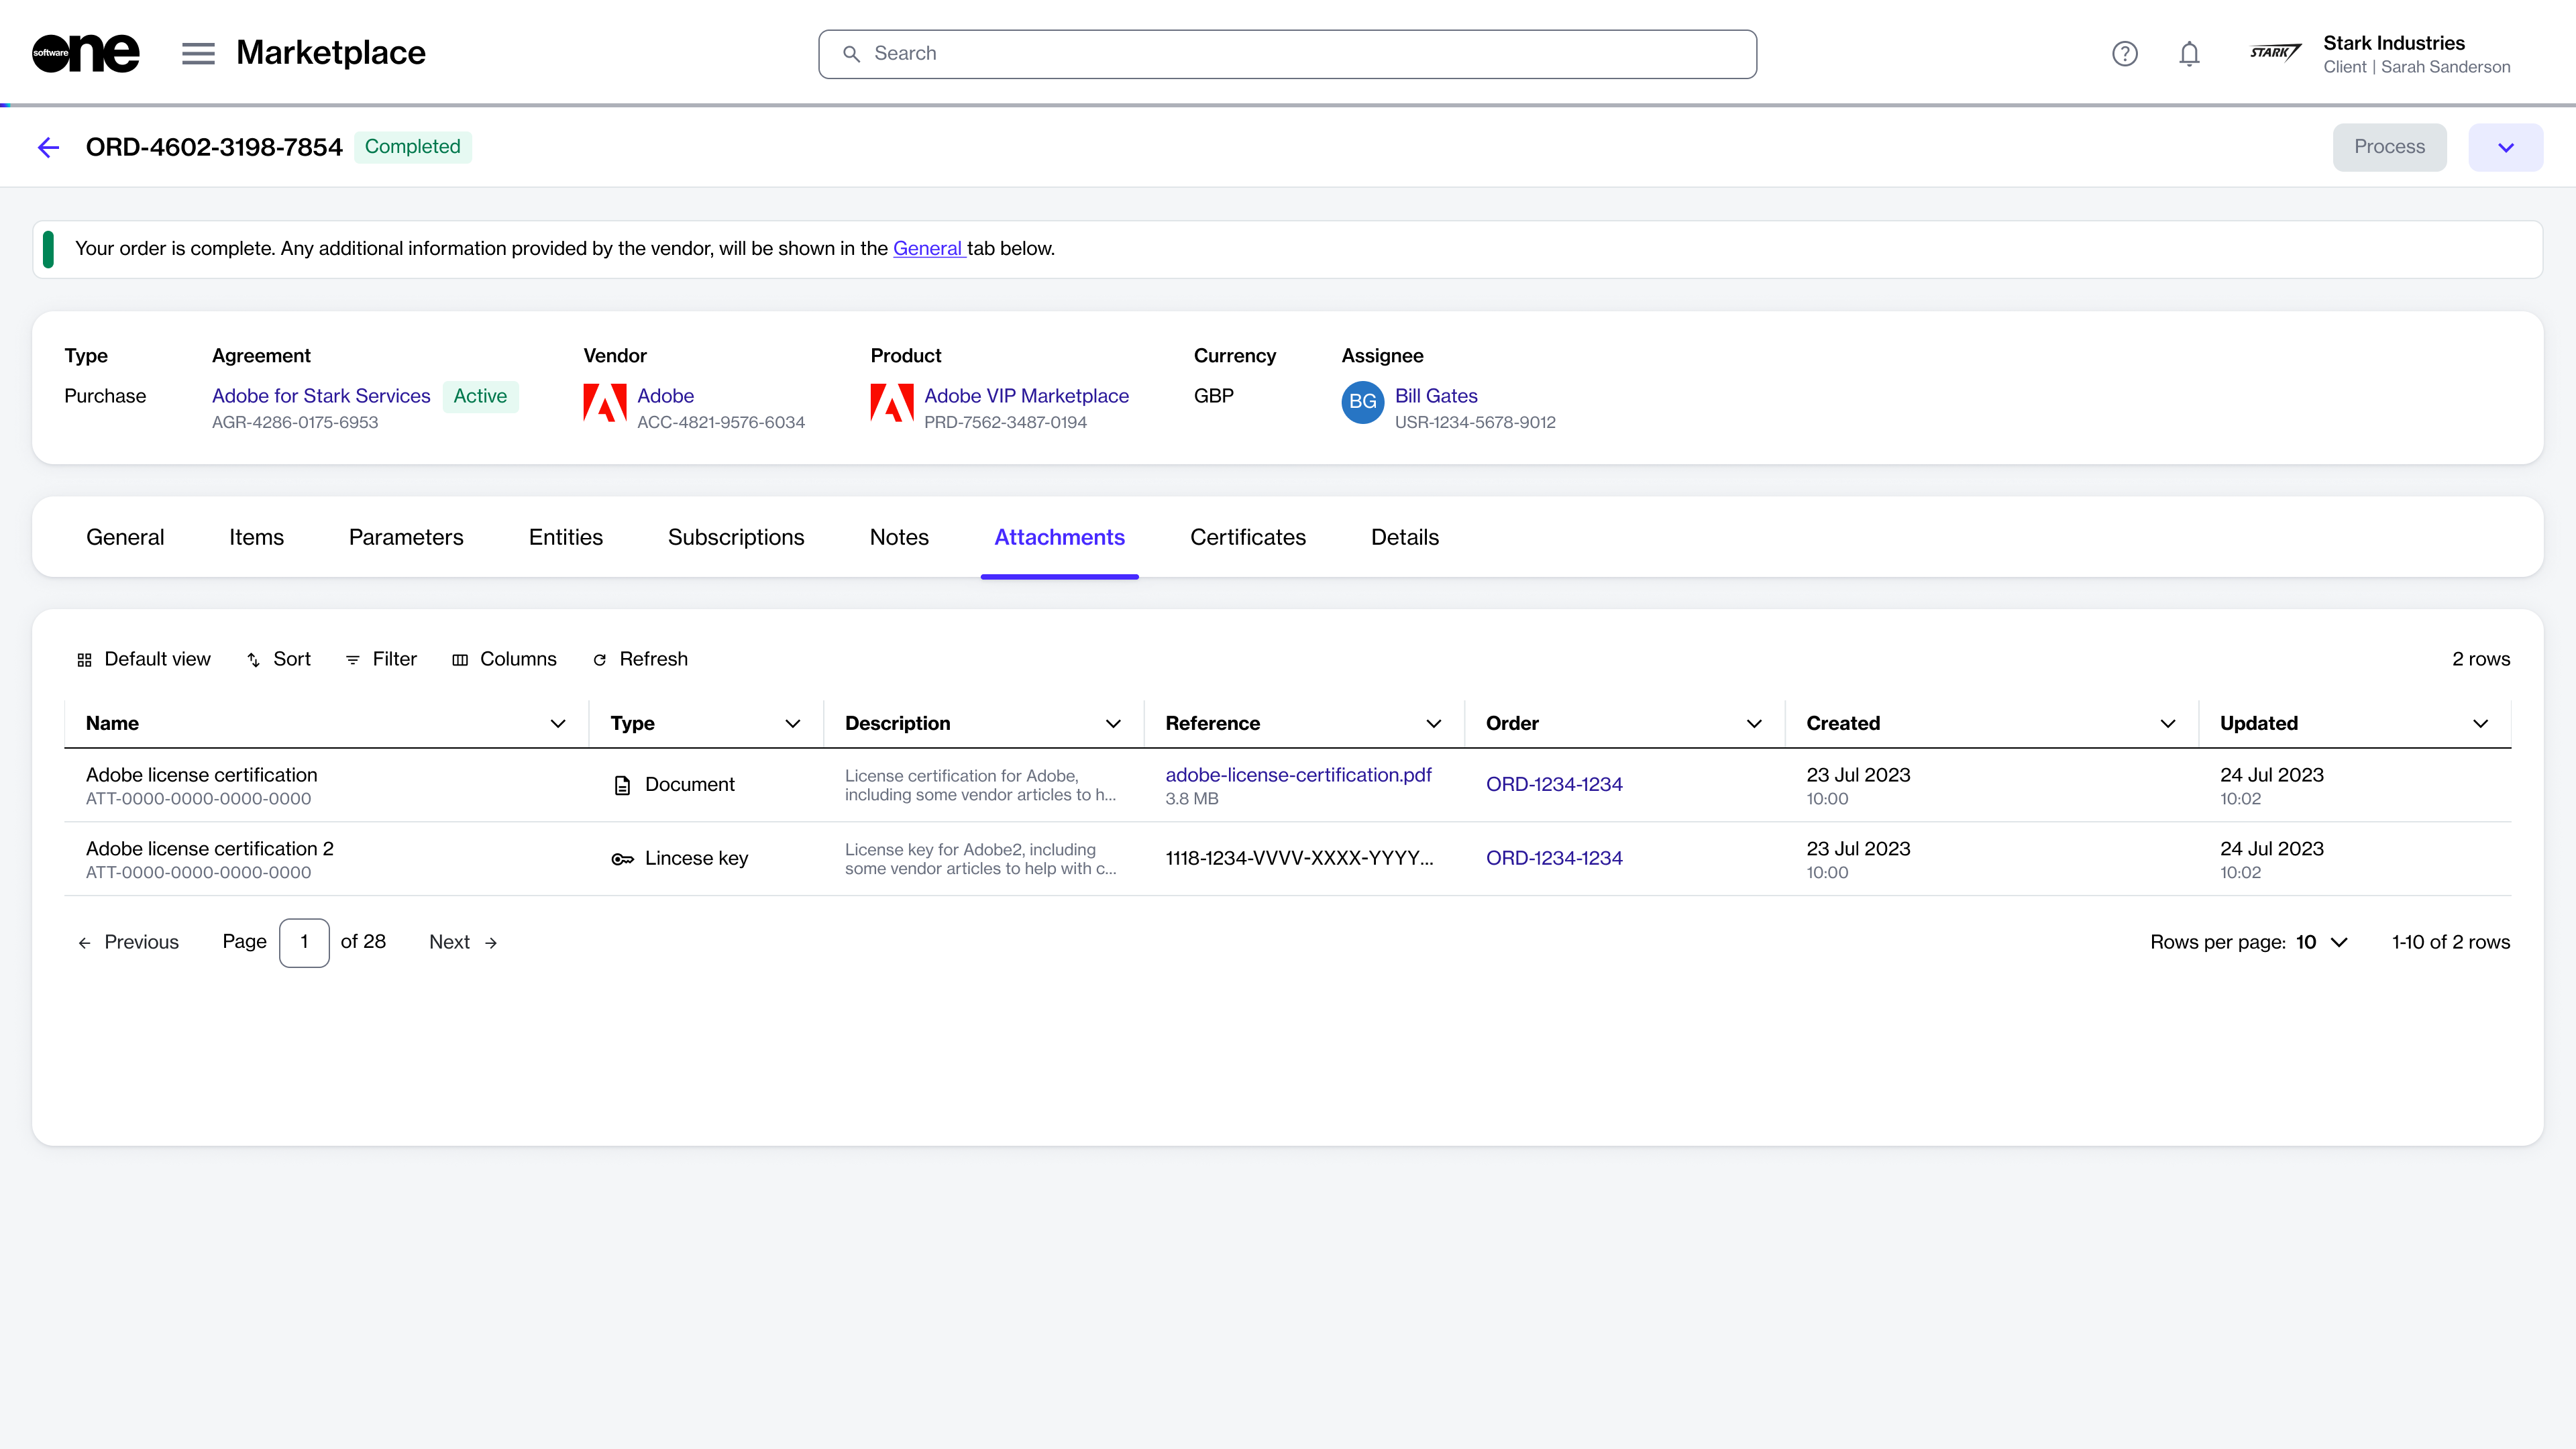 software one
Marketplace
Search
STARK
Stark Industries
Client | Sarah Sanderson
ORD-4602-3198-7854
Completed
Process
Your order is complete. Any additional information provided by the vendor, will be shown in the General tab below.
Type
Agreement
Vendor
Product
Currency
Assignee
Purchase
Adobe for Stark Services
Active
AGR-4286-0175-6953
Adobe
ACC-4821-9576-6034
Adobe VIP Marketplace
PRD-7562-3487-0194
GBP
BG
Bill Gates
USR-1234-5678-9012
General
Items
Parameters
Entities
Subscriptions
Notes
Attachments
Certificates
Details
Default view
Sort
Filter
Columns
Refresh
2 rows
Name
Type
Description
Reference
Order
Created
Updated
Adobe license certification
ATT-0000-0000-0000-0000
Document
License certification for Adobe,
including some vendor articles to h...
adobe-license-certification.pdf
3.8 MB
ORD-1234-1234
23 Jul 2023
10:00
24 Jul 2023
10:02
Adobe license certification 2
ATT-0000-0000-0000-0000
Lincese key
License key for Adobe2, including
some vendor articles to help with c...
1118-1234-VVVV-XXXX-YYYY...
ORD-1234-1234
23 Jul 2023
10:00
24 Jul 2023
10:02
Previous
Page 1 of 28
Next
Rows per page: 10
1-10 of 2 rows